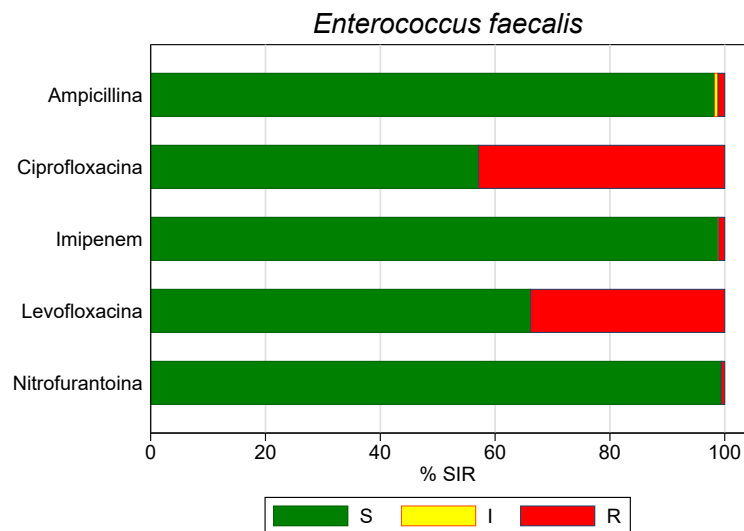 Enterococcus faecalis
Ampicillina
Ciprofloxacina
Imipenem
Levofloxacina
Nitrofurantoina
0 20 40 60 80 100
% SIR
S I R